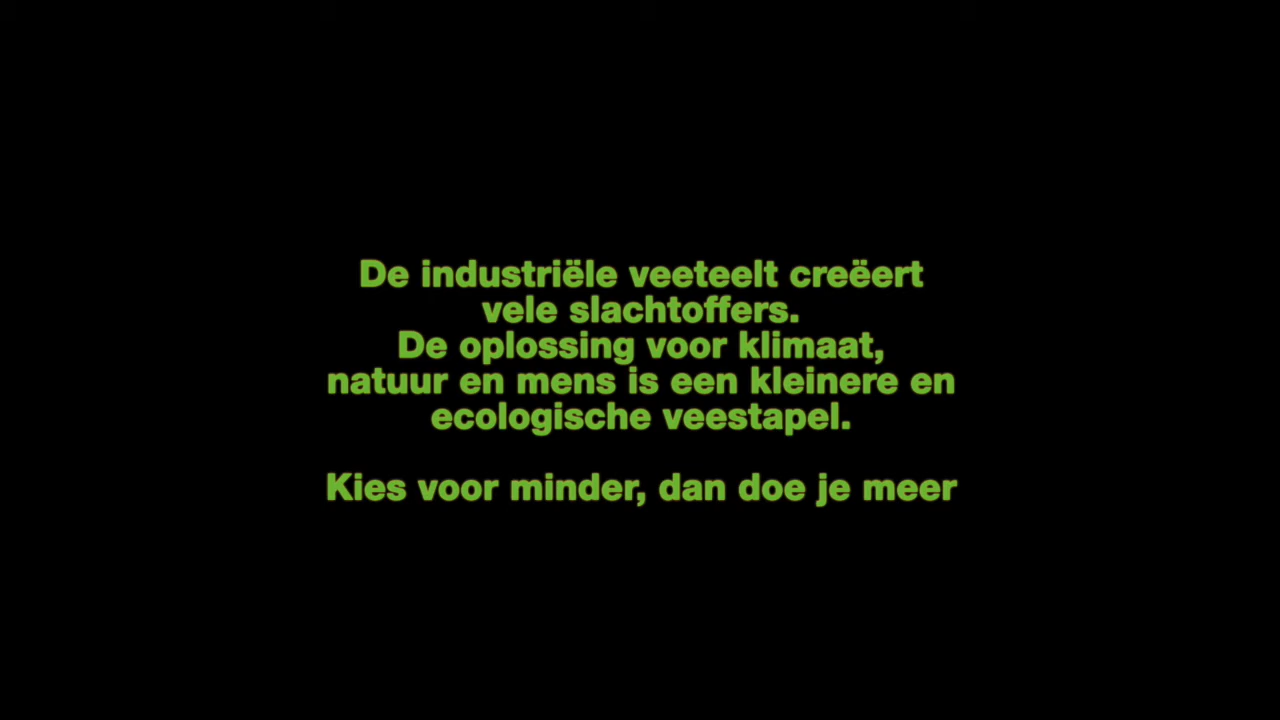 De industriële veeteelt creëert
vele slachtoffers.
De oplossing voor klimaat,
natuur en mens is een kleinere en
ecologische veestapel.
Kies voor minder, dan doe je meer